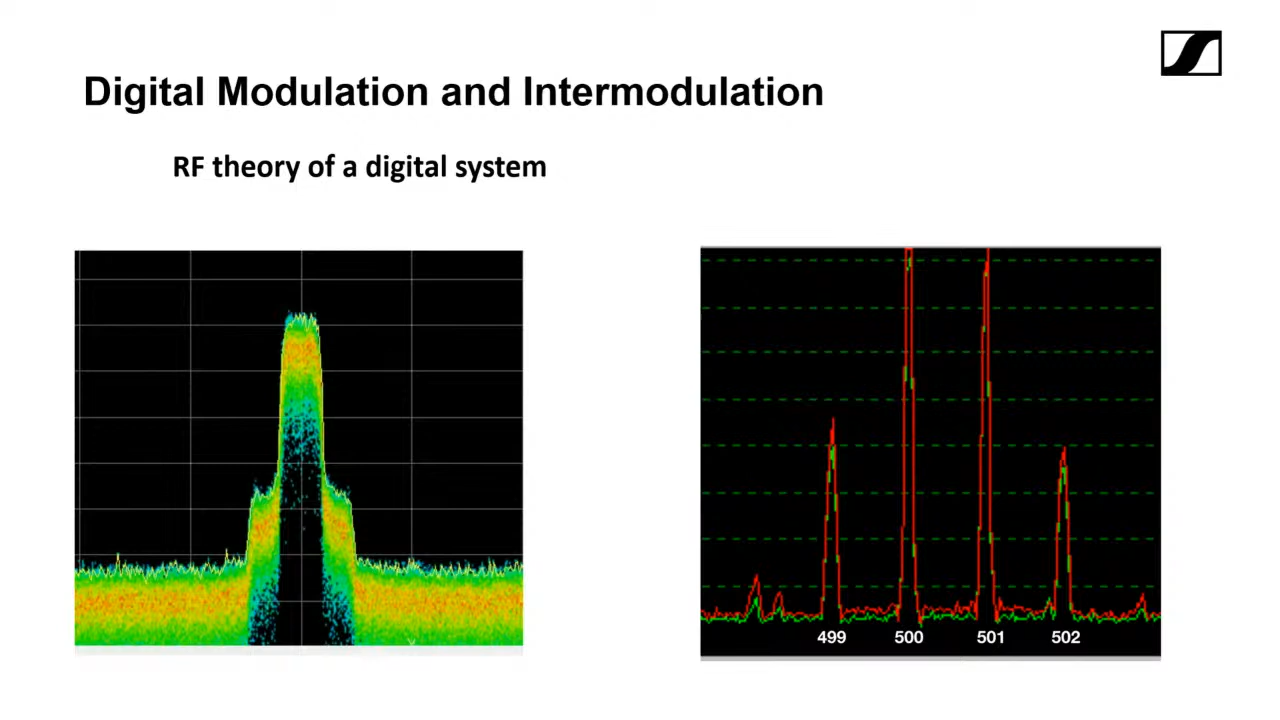 Digital Modulation and Intermodulation
RF theory of a digital system
499 500 501 502